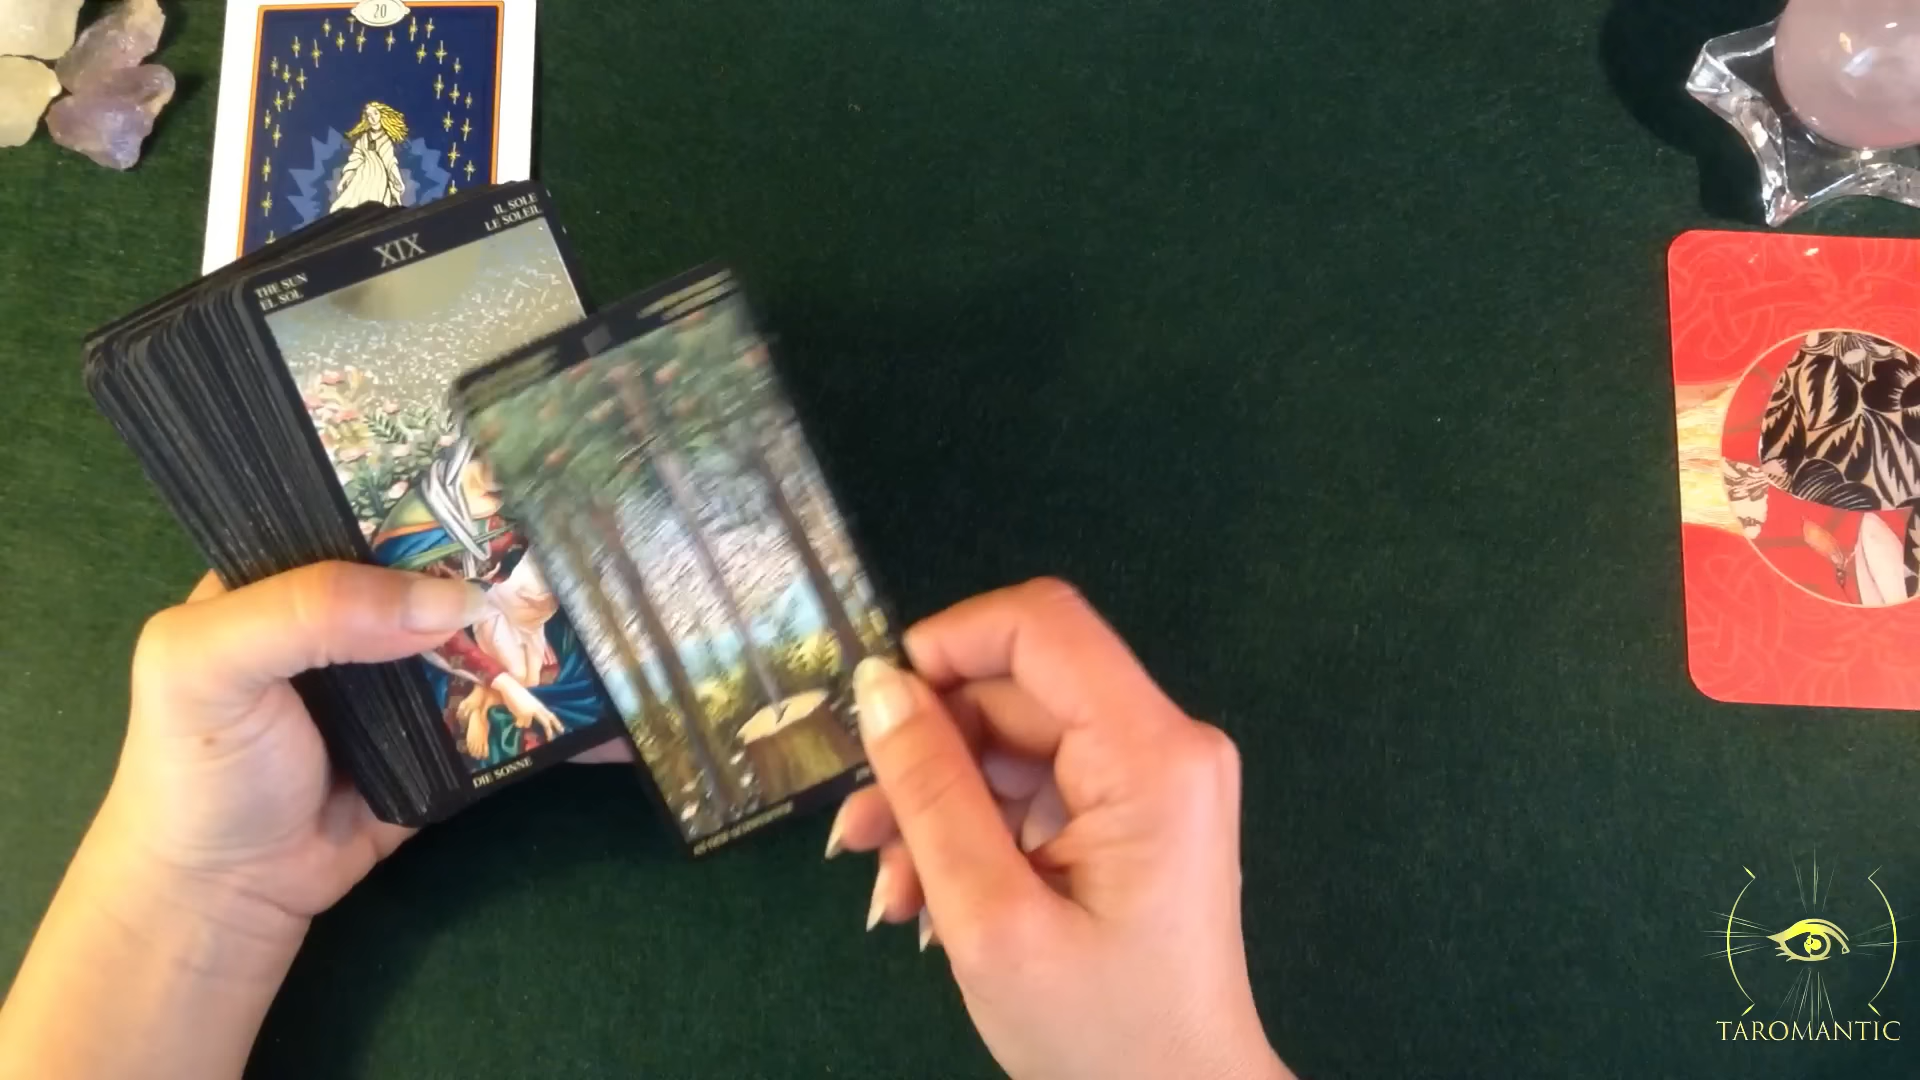 20
IL SOLE
LE SOLEIL
XIX
THE SUN
EL SOL
DIE SONNE
TAROMANTIC